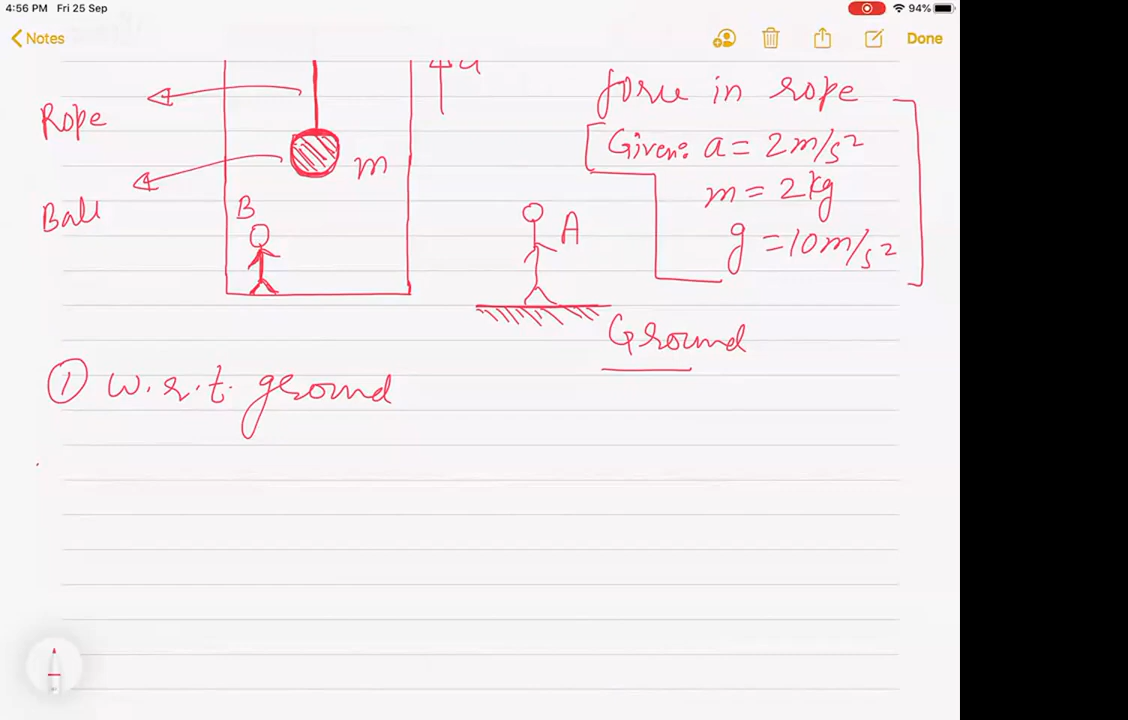 4:56 PM Fri 25 Sep
94%
Notes
Done
a
force in rope
Rope
Given: a = 2m/s²
m
m = 2kg
Ball
B
A
g = 10m/s²
Ground
① w.r.t. ground